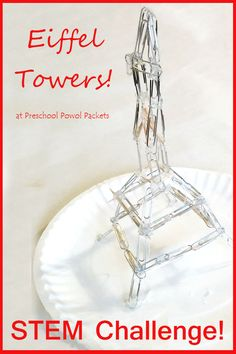 Eiffel
Towers!
at Preschool Powol Packets
STEM Challenge!